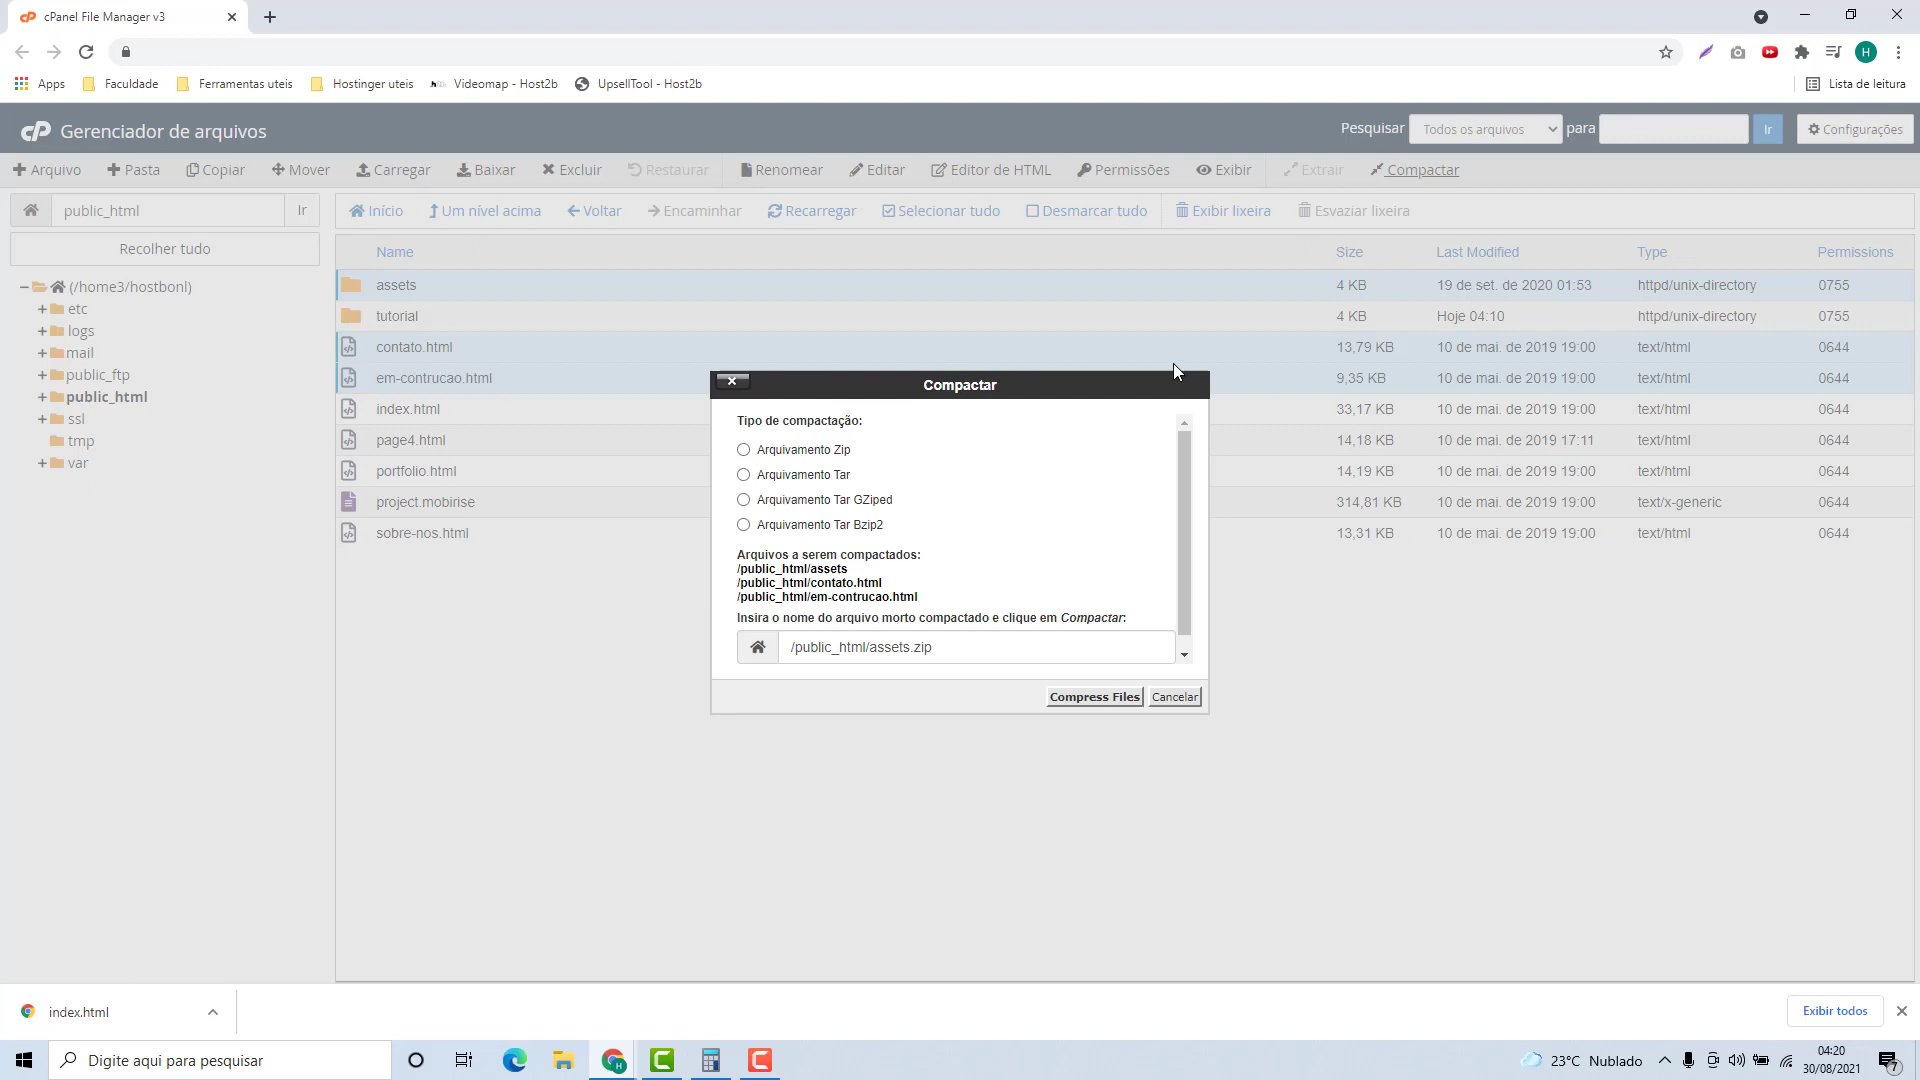 cPanel File Manager v3
Apps
Faculdade
Ferramentas uteis
Hostinger uteis
Videomap - Host2b
UpsellTool - Host2b
Lista de leitura
cP Gerenciador de arquivos
Pesquisar Todos os arquivos para Ir Configurações
Arquivo Pasta Copiar Mover Carregar Baixar Excluir Restaurar Renomear Editar Editor de HTML Permissões Exibir Extrair Compactar
public_html Ir
Início Um nível acima Voltar Encaminhar Recarregar Selecionar tudo Desmarcar tudo Exibir lixeira Esvaziar lixeira
Recolher tudo
(/home3/hostbonl)
etc
logs
mail
public_ftp
public_html
ssl
tmp
var
Name Size Last Modified Type Permissions
assets 4 KB 19 de set. de 2020 01:53 httpd/unix-directory 0755
tutorial 4 KB Hoje 04:10 httpd/unix-directory 0755
contato.html 13,79 KB 10 de mai. de 2019 19:00 text/html 0644
em-contrucao.html 9,35 KB 10 de mai. de 2019 19:00 text/html 0644
index.html 33,17 KB 10 de mai. de 2019 19:00 text/html 0644
page4.html 14,18 KB 10 de mai. de 2019 17:11 text/html 0644
portfolio.html 14,19 KB 10 de mai. de 2019 19:00 text/html 0644
project.mobirise 314,81 KB 10 de mai. de 2019 19:00 text/x-generic 0644
sobre-nos.html 13,31 KB 10 de mai. de 2019 19:00 text/html 0644
Compactar
Tipo de compactação:
Arquivamento Zip
Arquivamento Tar
Arquivamento Tar GZiped
Arquivamento Tar Bzip2
Arquivos a serem compactados:
/public_html/assets
/public_html/contato.html
/public_html/em-contrucao.html
Insira o nome do arquivo morto compactado e clique em Compactar:
/public_html/assets.zip
Compress Files Cancelar
index.html
Exibir todos
Digite aqui para pesquisar
23°C Nublado
04:20
30/08/2021
7
H